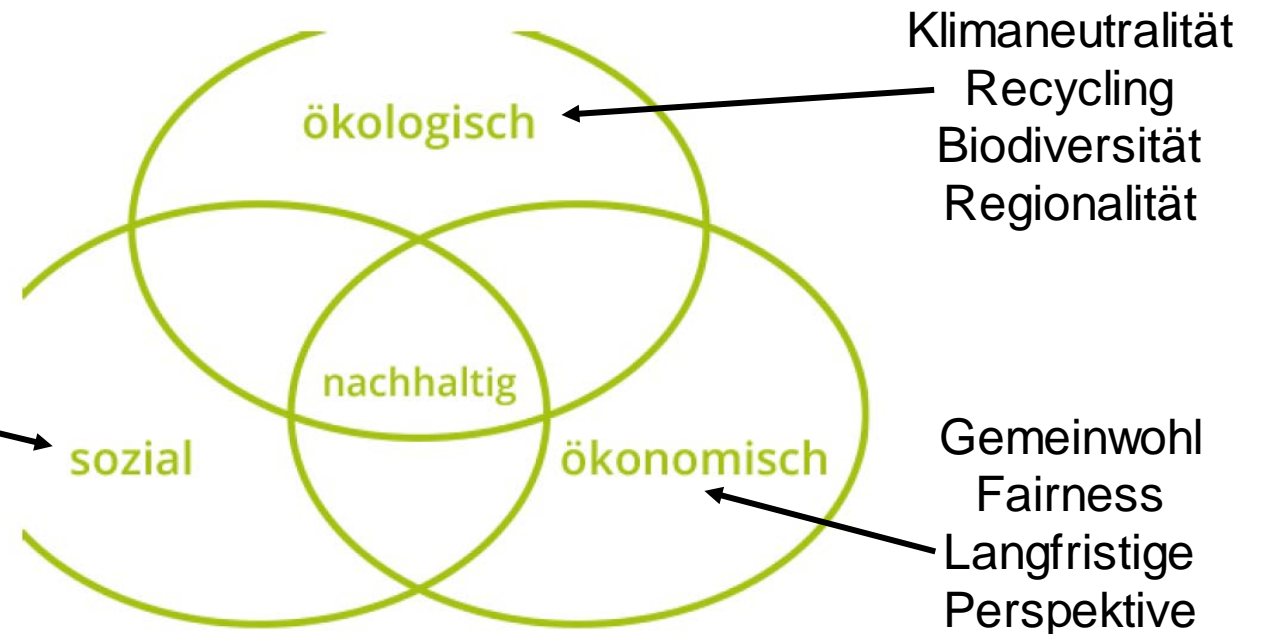 Klimaneutralität
Recycling
Biodiversität
Regionalität
ökologisch
nachhaltig
sozial
ökonomisch
Gemeinwohl
Fairness
Langfristige
Perspektive